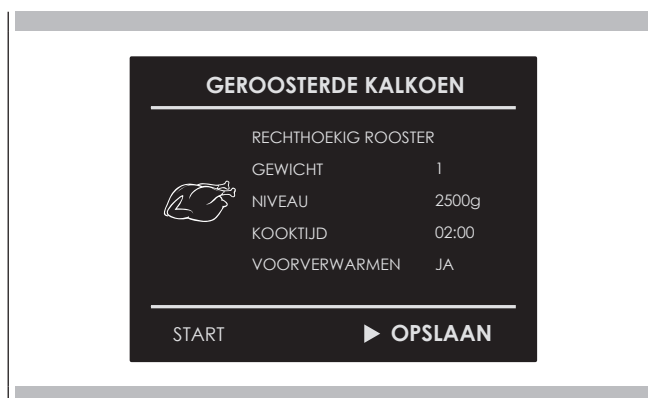 GEROOSTERDE KALKOEN
RECHTHOEKIG ROOSTER
GEWICHT 1
NIVEAU 2500g
KOOKTIJD 02:00
VOORVERWARMEN JA
START ▶ OPSLAAN